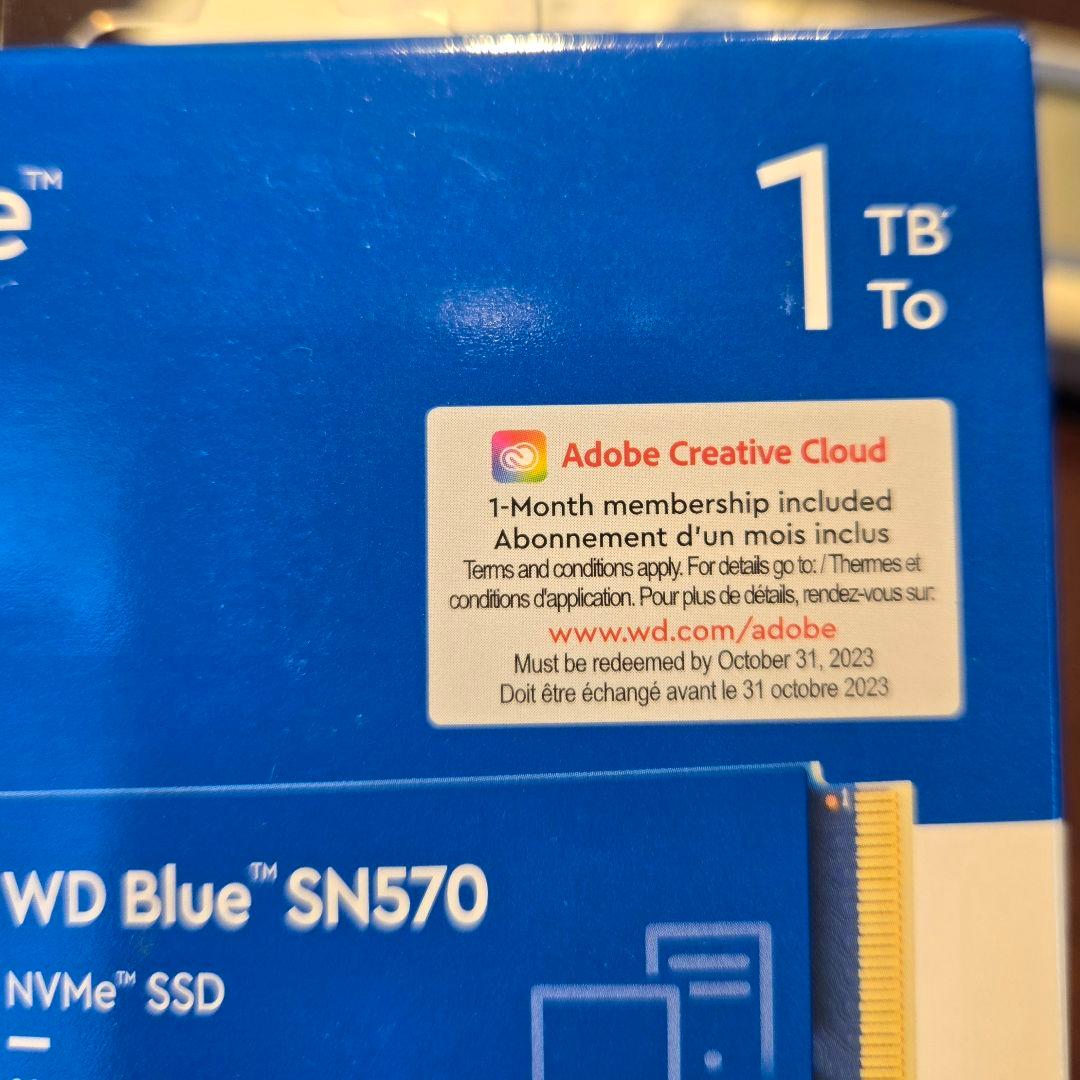 e™
1 TB
To
Adobe Creative Cloud
1-Month membership included
Abonnement d'un mois inclus
Terms and conditions apply. For details go to: / Thermes et
conditions d'application. Pour plus de détails, rendez-vous sur:
www.wd.com/adobe
Must be redeemed by October 31, 2023
Doit être échangé avant le 31 octobre 2023
1
WD Blue™ SN570
NVMe™ SSD